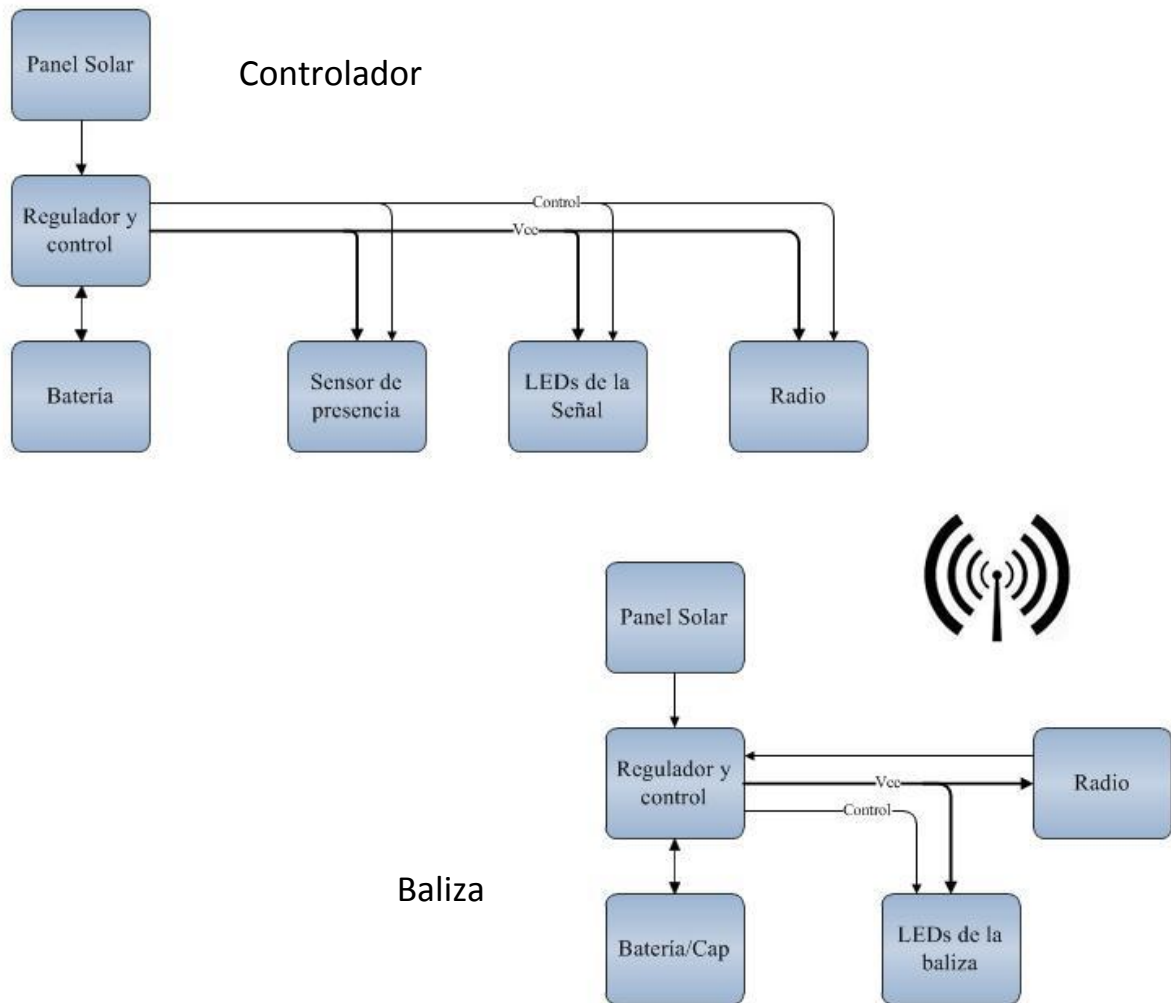 Panel Solar
Controlador
Regulador y
control
Control
Vcc
Batería
Sensor de
presencia
LEDs de la
Señal
Radio
Panel Solar
Regulador y
control
Vcc
Control
Radio
Baliza
Batería/Cap
LEDs de la
baliza